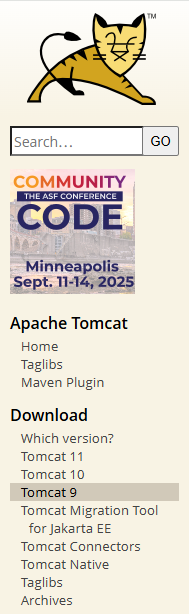 TM
Search...
GO
COMMUNITY
THE ASF CONFERENCE
CODE
Minneapolis
Sept. 11-14, 2025
Apache Tomcat
Home
Taglibs
Maven Plugin
Download
Which version?
Tomcat 11
Tomcat 10
Tomcat 9
Tomcat Migration Tool
for Jakarta EE
Tomcat Connectors
Tomcat Native
Taglibs
Archives